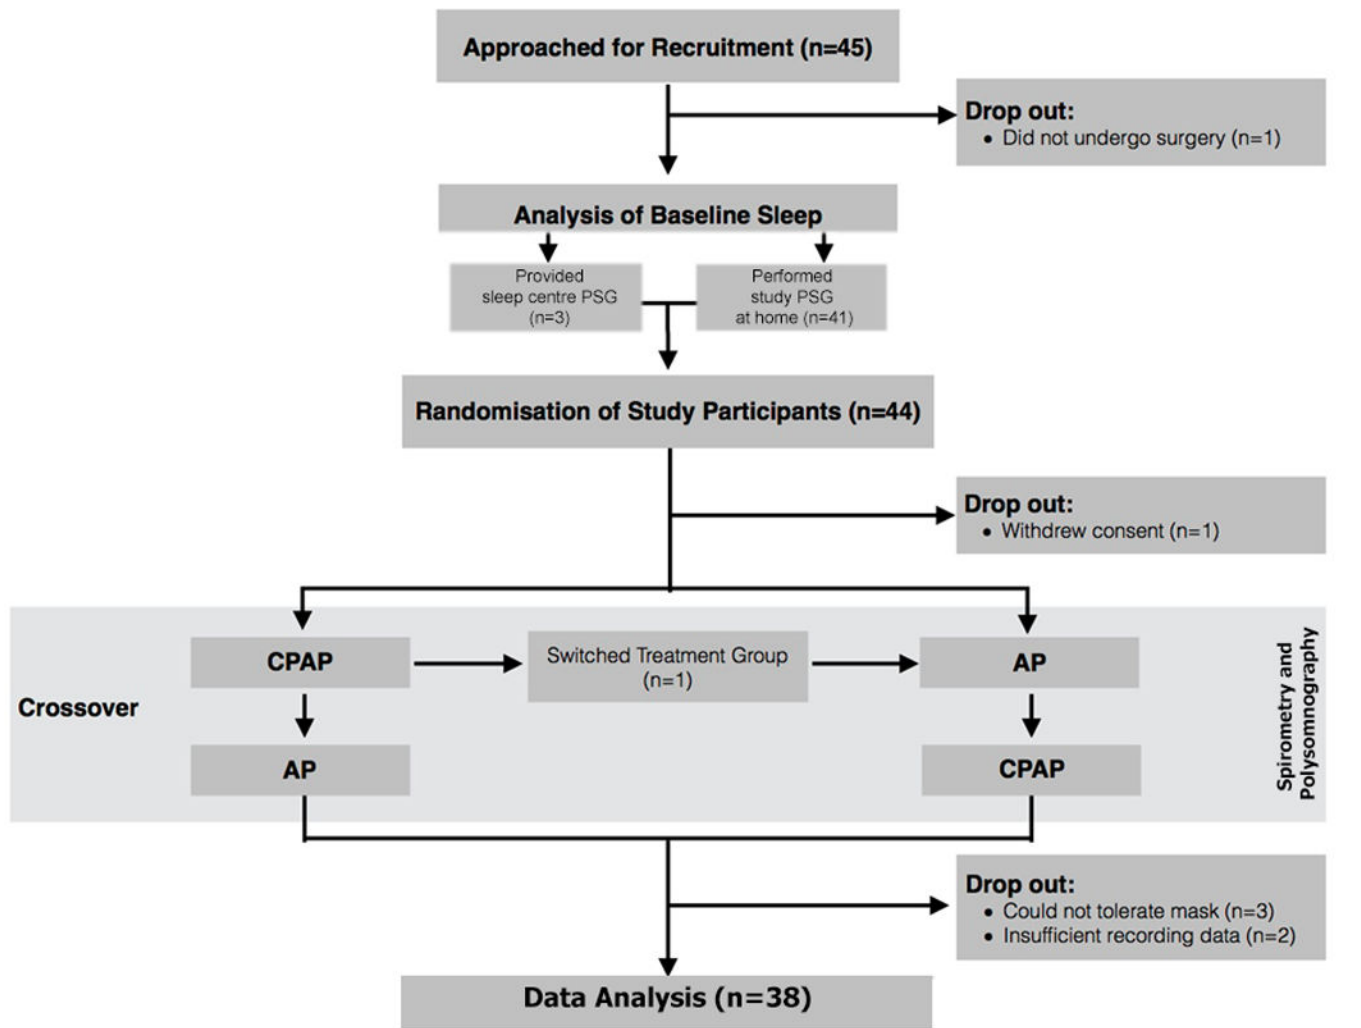 Approached for Recruitment (n=45)
Drop out:
• Did not undergo surgery (n=1)
Analysis of Baseline Sleep
Provided
sleep centre PSG
(n=3)
Performed
study PSG
at home (n=41)
Randomisation of Study Participants (n=44)
Drop out:
• Withdrew consent (n=1)
CPAP
Switched Treatment Group
(n=1)
AP
Crossover
AP
CPAP
Spirometry and
Polysomnography
Drop out:
• Could not tolerate mask (n=3)
• Insufficient recording data (n=2)
Data Analysis (n=38)